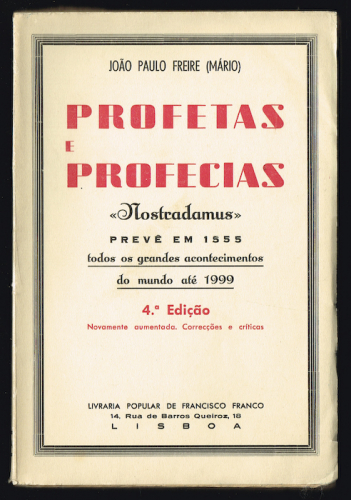 JOÃO PAULO FREIRE (MÁRIO)
PROFETAS
E
PROFECIAS
«Nostradamus»
PREVÊ EM 1555
todos os grandes acontecimentos
do mundo até 1999
4.ª Edição
Novamente aumentada. Correcções e críticas
LIVRARIA POPULAR DE FRANCISCO FRANCO
14, Rua de Barros Queiroz, 18
LISBOA